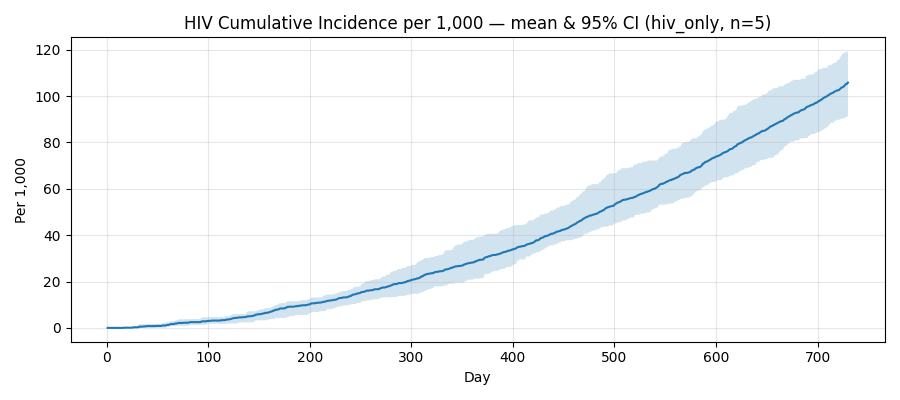 HIV Cumulative Incidence per 1,000 — mean & 95% CI (hiv_only, n=5)
Per 1,000
120
100
80
60
40
20
0
0 100 200 300 400 500 600 700
Day